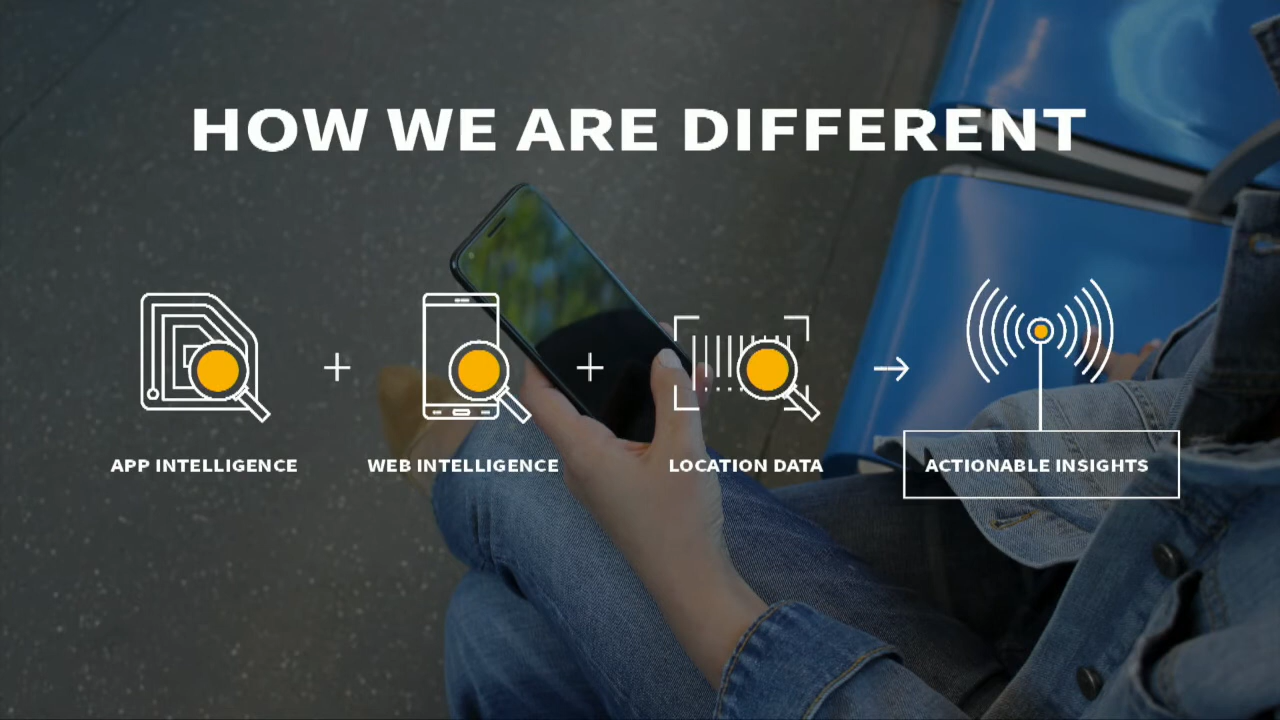 HOW WE ARE DIFFERENT
APP INTELLIGENCE
WEB INTELLIGENCE
LOCATION DATA
ACTIONABLE INSIGHTS